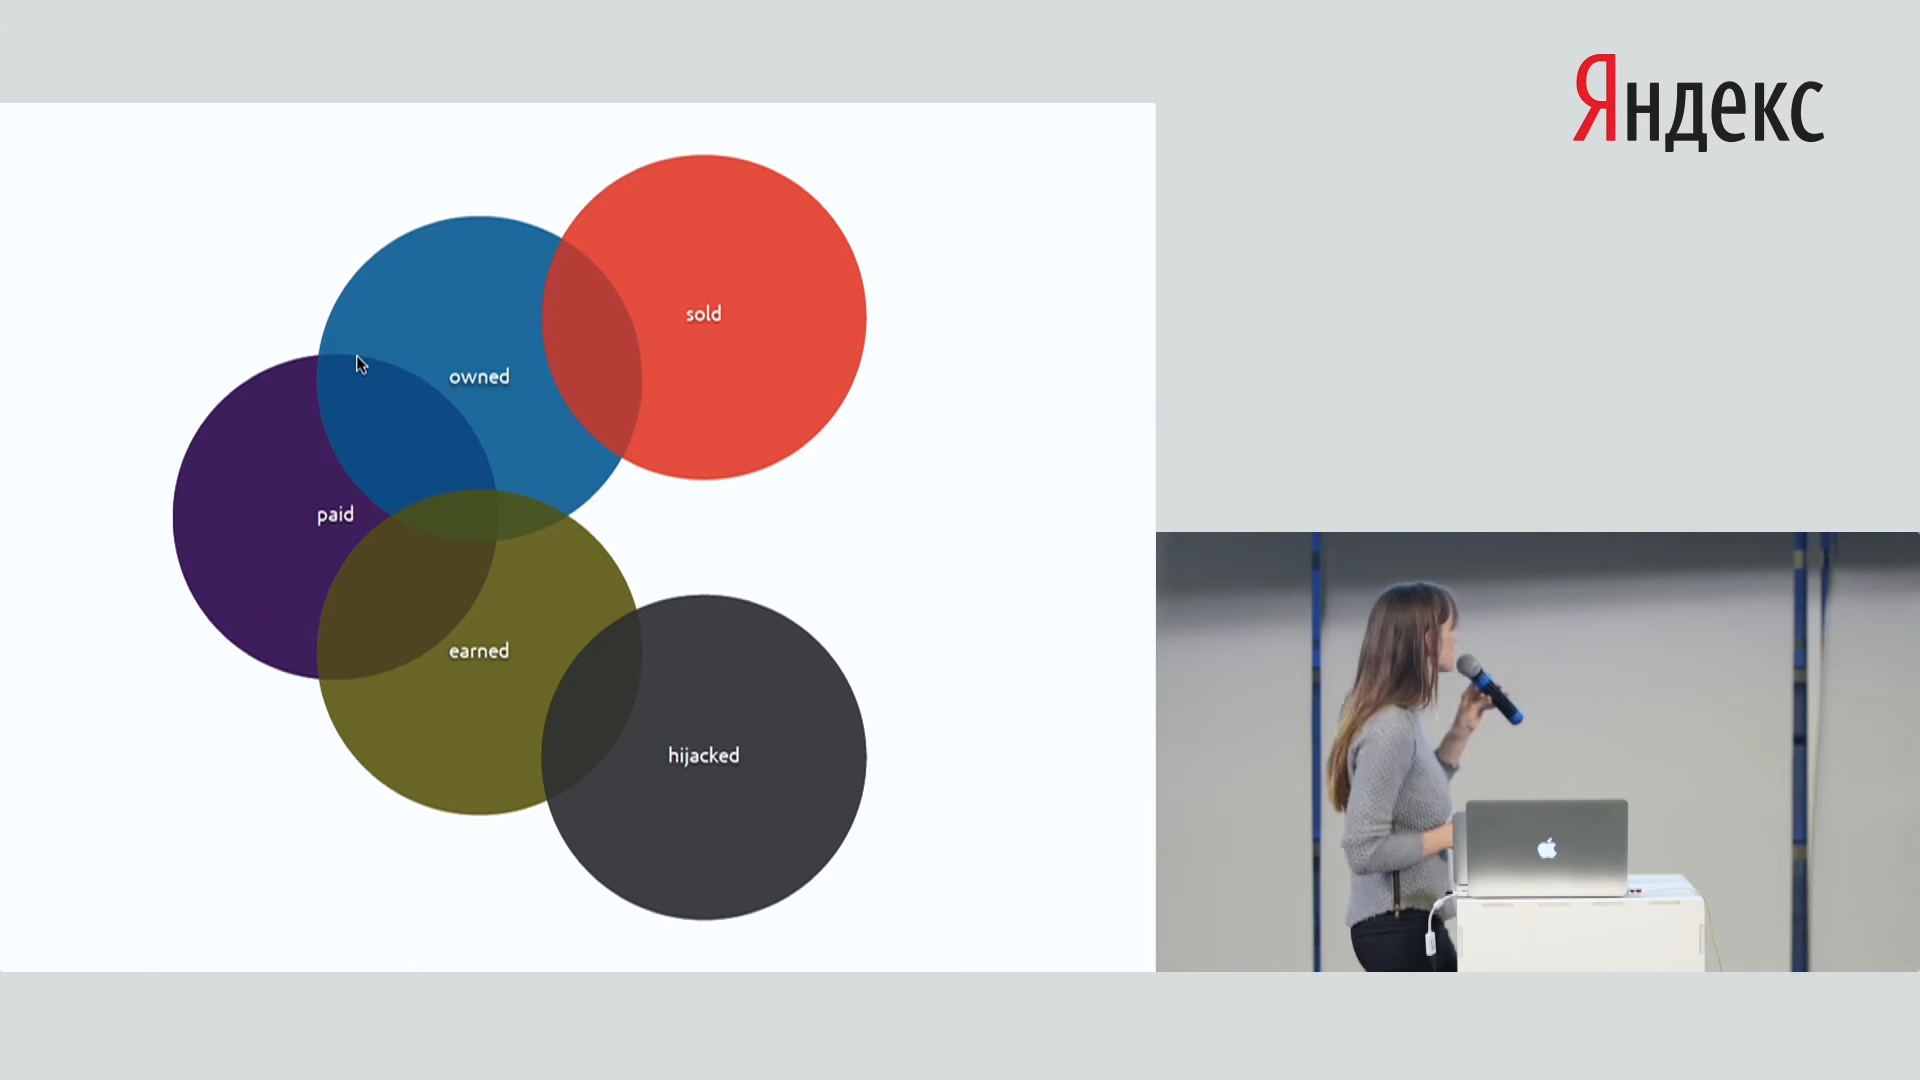 Яндекс
sold
owned
paid
earned
hijacked